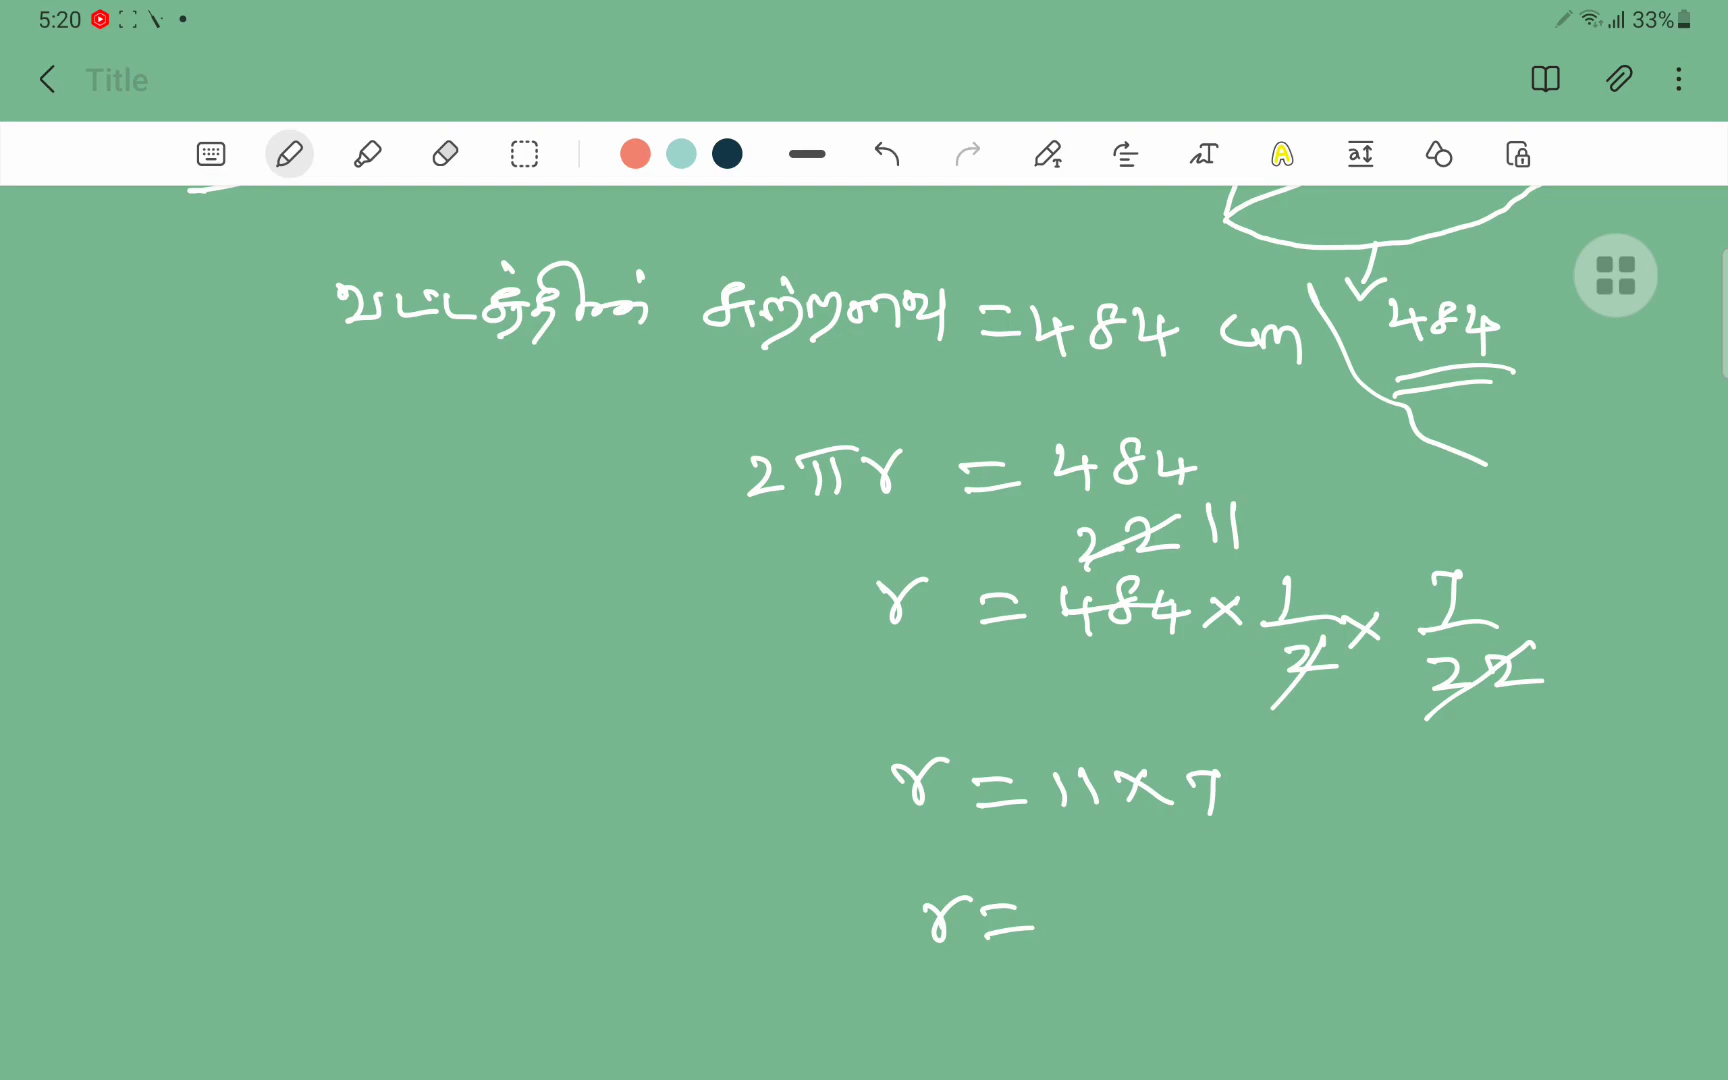 5:20
33%
Title
வட்டத்தின் சுற்றளவு = 484 cm
484
2πr = 484
22 11
r = 484 × 1/2 × 7/22
r = 11 × 7
r =